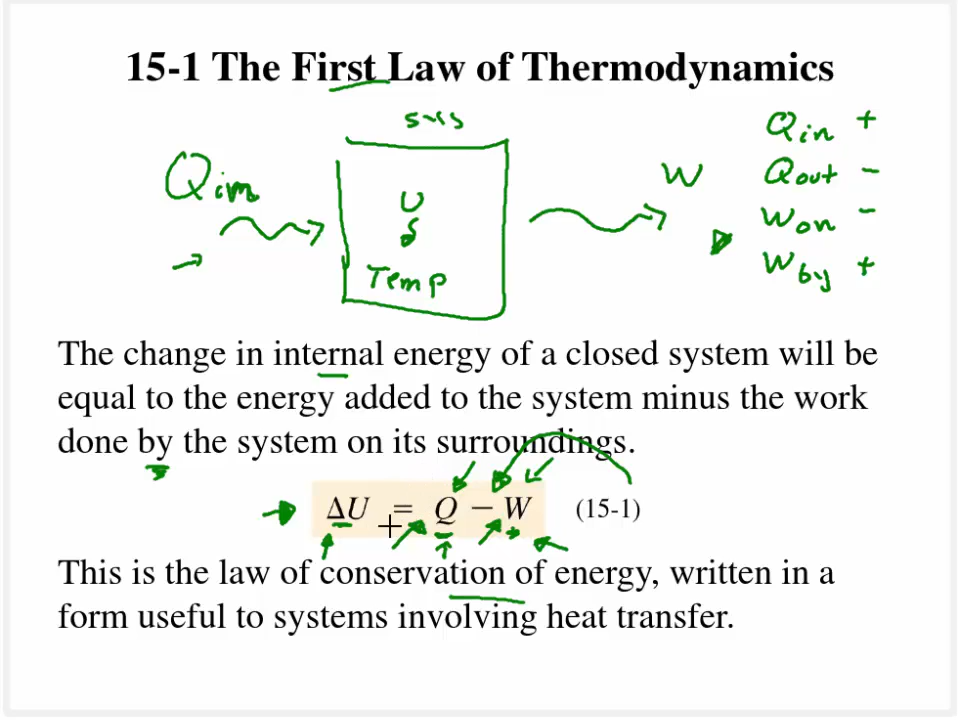 15-1 The First Law of Thermodynamics
sys
Qin
W
Qin +
Qout -
Won -
Wby +
U
Temp
The change in internal energy of a closed system will be
equal to the energy added to the system minus the work
done by the system on its surroundings.
ΔU = Q − W (15-1)
This is the law of conservation of energy, written in a
form useful to systems involving heat transfer.